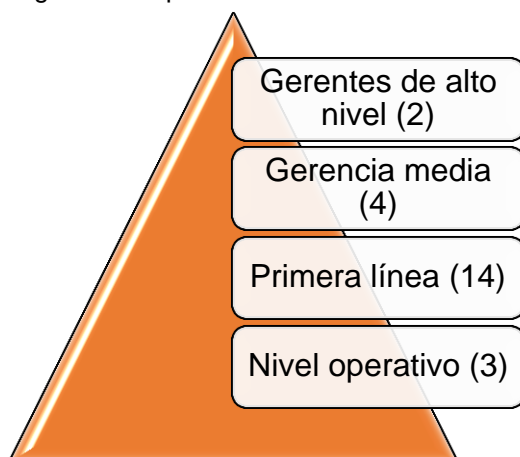 Gerentes de alto
nivel (2)
Gerencia media
(4)
Primera línea (14)
Nivel operativo (3)